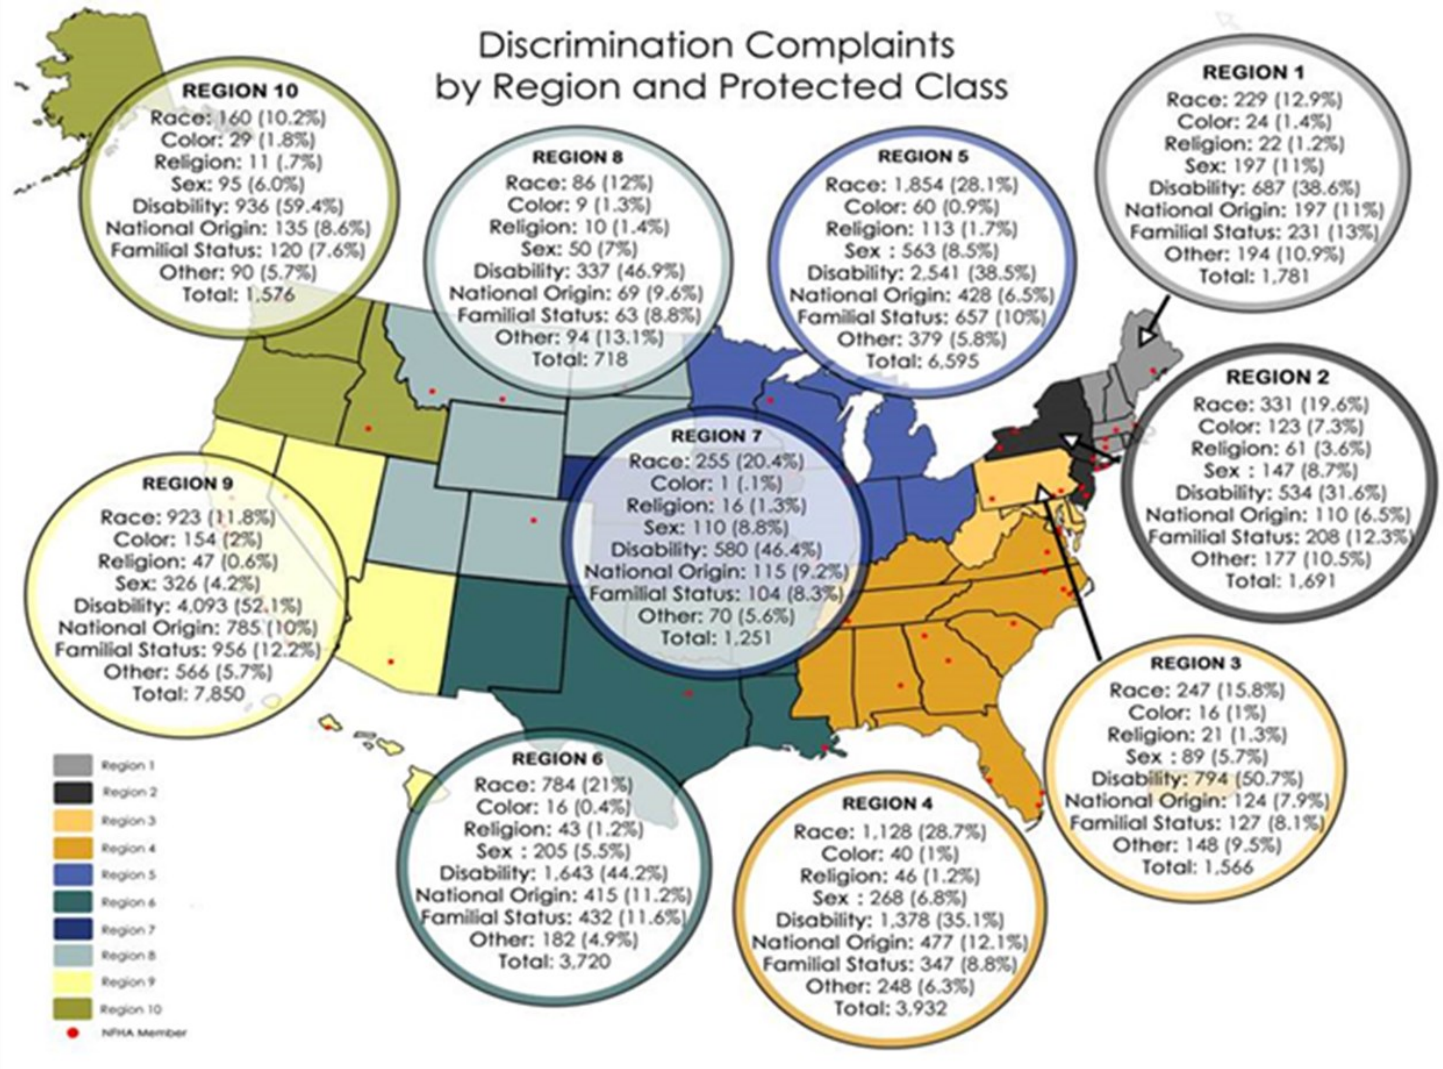 Discrimination Complaints
by Region and Protected Class
REGION 10
Race: 160 (10.2%)
Color: 29 (1.8%)
Religion: 11 (.7%)
Sex: 95 (6.0%)
Disability: 936 (59.4%)
National Origin: 135 (8.6%)
Familial Status: 120 (7.6%)
Other: 90 (5.7%)
Total: 1,576
REGION 8
Race: 86 (12%)
Color: 9 (1.3%)
Religion: 10 (1.4%)
Sex: 50 (7%)
Disability: 337 (46.9%)
National Origin: 69 (9.6%)
Familial Status: 63 (8.8%)
Other: 94 (13.1%)
Total: 718
REGION 5
Race: 1,854 (28.1%)
Color: 60 (0.9%)
Religion: 113 (1.7%)
Sex : 563 (8.5%)
Disability: 2,541 (38.5%)
National Origin: 428 (6.5%)
Familial Status: 657 (10%)
Other: 379 (5.8%)
Total: 6,595
REGION 1
Race: 229 (12.9%)
Color: 24 (1.4%)
Religion: 22 (1.2%)
Sex: 197 (11%)
Disability: 687 (38.6%)
National Origin: 197 (11%)
Familial Status: 231 (13%)
Other: 194 (10.9%)
Total: 1,781
REGION 2
Race: 331 (19.6%)
Color: 123 (7.3%)
Religion: 61 (3.6%)
Sex : 147 (8.7%)
Disability: 534 (31.6%)
National Origin: 110 (6.5%)
Familial Status: 208 (12.3%)
Other: 177 (10.5%)
Total: 1,691
REGION 7
Race: 255 (20.4%)
Color: 1 (.1%)
Religion: 16 (1.3%)
Sex: 110 (8.8%)
Disability: 580 (46.4%)
National Origin: 115 (9.2%)
Familial Status: 104 (8.3%)
Other: 70 (5.6%)
Total: 1,251
REGION 9
Race: 923 (11.8%)
Color: 154 (2%)
Religion: 47 (0.6%)
Sex: 326 (4.2%)
Disability: 4,093 (52.1%)
National Origin: 785 (10%)
Familial Status: 956 (12.2%)
Other: 566 (5.7%)
Total: 7,850
REGION 3
Race: 247 (15.8%)
Color: 16 (1%)
Religion: 21 (1.3%)
Sex : 89 (5.7%)
Disability: 794 (50.7%)
National Origin: 124 (7.9%)
Familial Status: 127 (8.1%)
Other: 148 (9.5%)
Total: 1,566
REGION 6
Race: 784 (21%)
Color: 16 (0.4%)
Religion: 43 (1.2%)
Sex : 205 (5.5%)
Disability: 1,643 (44.2%)
National Origin: 415 (11.2%)
Familial Status: 432 (11.6%)
Other: 182 (4.9%)
Total: 3,720
REGION 4
Race: 1,128 (28.7%)
Color: 40 (1%)
Religion: 46 (1.2%)
Sex : 268 (6.8%)
Disability: 1,378 (35.1%)
National Origin: 477 (12.1%)
Familial Status: 347 (8.8%)
Other: 248 (6.3%)
Total: 3,932
Region 1
Region 2
Region 3
Region 4
Region 5
Region 6
Region 7
Region 8
Region 9
Region 10
NFHA Member